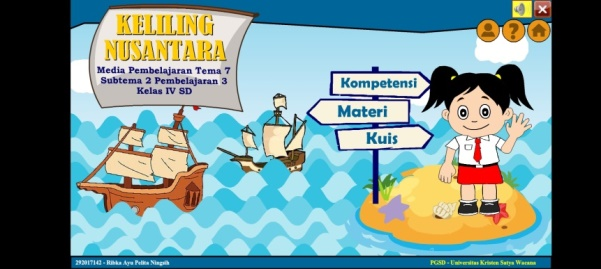 KELILING
NUSANTARA
Media Pembelajaran Tema 7
Subtema 2 Pembelajaran 3
Kelas IV SD
Kompetensi
Materi
Kuis
292017142 - Ribka Ayu Pelita Ningsih
PGSD - Universitas Kristen Satya Wacana